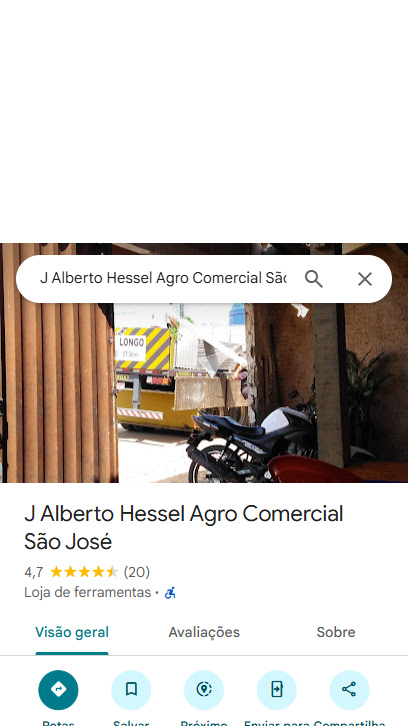 J Alberto Hessel Agro Comercial São
LONGO
J Alberto Hessel Agro Comercial
São José
4,7 (20)
Loja de ferramentas ·
Visão geral Avaliações Sobre
Rotas Salvar Próximo Enviar para Compartilha